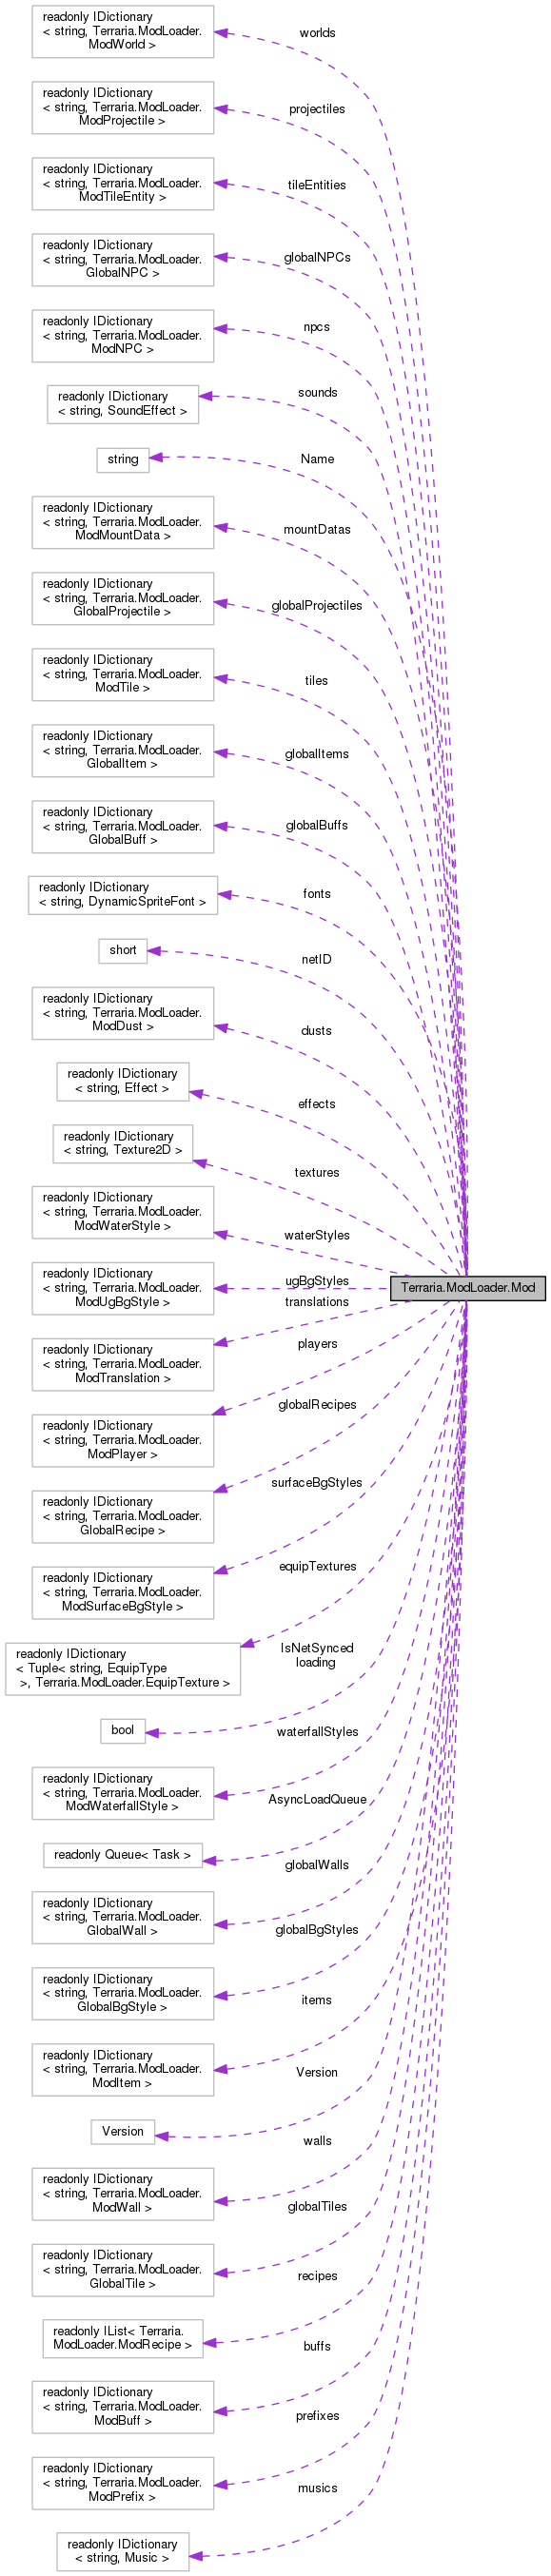 readonly IDictionary
< string, Terraria.ModLoader.
ModWorld >
worlds
readonly IDictionary
< string, Terraria.ModLoader.
ModProjectile >
projectiles
readonly IDictionary
< string, Terraria.ModLoader.
ModTileEntity >
tileEntities
readonly IDictionary
< string, Terraria.ModLoader.
GlobalNPC >
globalNPCs
readonly IDictionary
< string, Terraria.ModLoader.
ModNPC >
npcs
readonly IDictionary
< string, SoundEffect >
sounds
string
Name
readonly IDictionary
< string, Terraria.ModLoader.
ModMountData >
mountDatas
readonly IDictionary
< string, Terraria.ModLoader.
GlobalProjectile >
globalProjectiles
readonly IDictionary
< string, Terraria.ModLoader.
ModTile >
tiles
readonly IDictionary
< string, Terraria.ModLoader.
GlobalItem >
globalItems
readonly IDictionary
< string, Terraria.ModLoader.
GlobalBuff >
globalBuffs
readonly IDictionary
< string, DynamicSpriteFont >
fonts
short
netID
readonly IDictionary
< string, Terraria.ModLoader.
ModDust >
dusts
readonly IDictionary
< string, Effect >
effects
readonly IDictionary
< string, Texture2D >
textures
readonly IDictionary
< string, Terraria.ModLoader.
ModWaterStyle >
waterStyles
readonly IDictionary
< string, Terraria.ModLoader.
ModUgBgStyle >
ugBgStyles
Terraria.ModLoader.Mod
translations
readonly IDictionary
< string, Terraria.ModLoader.
ModTranslation >
players
readonly IDictionary
< string, Terraria.ModLoader.
ModPlayer >
globalRecipes
readonly IDictionary
< string, Terraria.ModLoader.
GlobalRecipe >
surfaceBgStyles
readonly IDictionary
< string, Terraria.ModLoader.
ModSurfaceBgStyle >
equipTextures
readonly IDictionary
< Tuple< string, EquipType
>, Terraria.ModLoader.EquipTexture >
IsNetSynced
loading
bool
waterfallStyles
readonly IDictionary
< string, Terraria.ModLoader.
ModWaterfallStyle >
AsyncLoadQueue
readonly Queue< Task >
globalWalls
readonly IDictionary
< string, Terraria.ModLoader.
GlobalWall >
globalBgStyles
readonly IDictionary
< string, Terraria.ModLoader.
GlobalBgStyle >
items
readonly IDictionary
< string, Terraria.ModLoader.
ModItem >
Version
Version
walls
readonly IDictionary
< string, Terraria.ModLoader.
ModWall >
globalTiles
readonly IDictionary
< string, Terraria.ModLoader.
GlobalTile >
recipes
readonly IList< Terraria.
ModLoader.ModRecipe >
buffs
readonly IDictionary
< string, Terraria.ModLoader.
ModBuff >
prefixes
readonly IDictionary
< string, Terraria.ModLoader.
ModPrefix >
musics
readonly IDictionary
< string, Music >